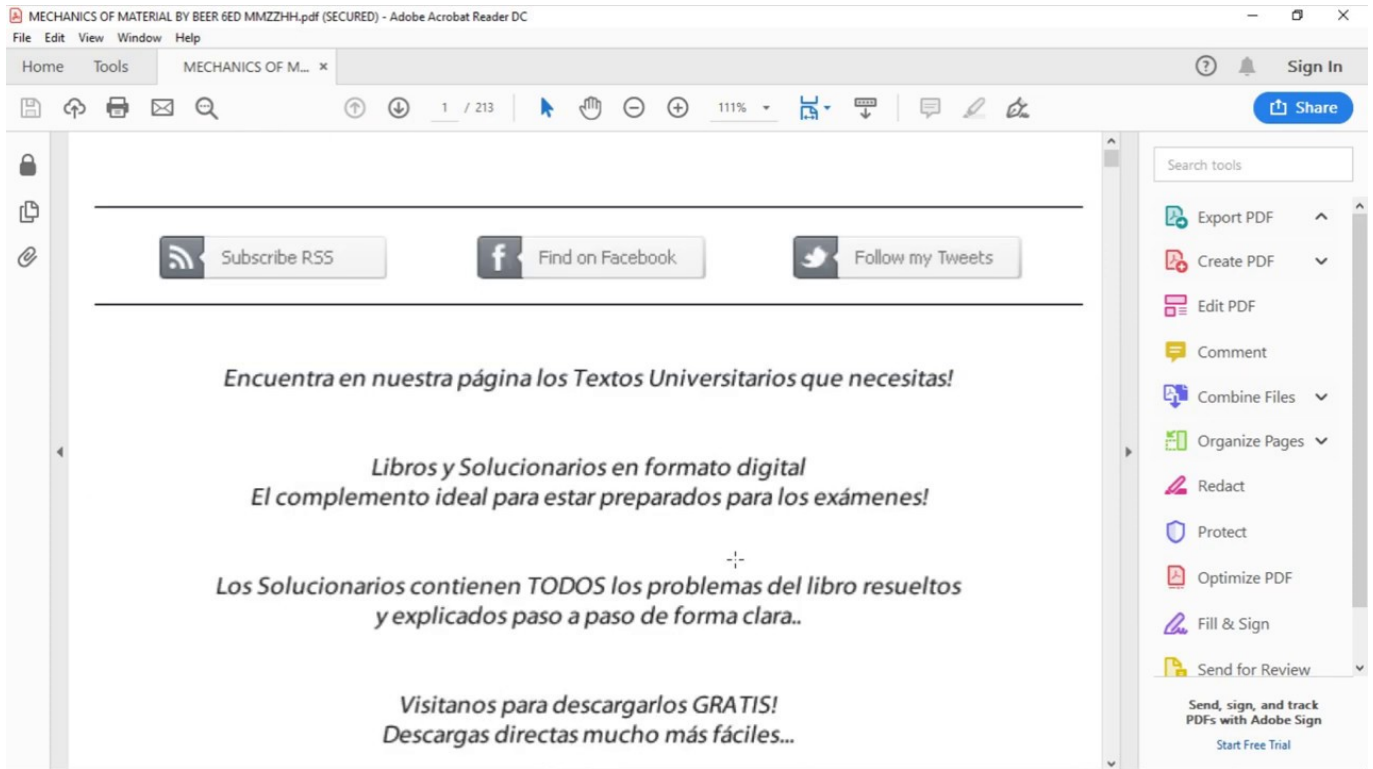 MECHANICS OF MATERIAL BY BEER 6ED MMZZHH.pdf (SECURED) - Adobe Acrobat Reader DC
File Edit View Window Help
Home Tools MECHANICS OF M... × Sign In
1 / 213 111% Share
Search tools
Export PDF
Create PDF
Edit PDF
Comment
Combine Files
Organize Pages
Redact
Protect
Optimize PDF
Fill & Sign
Send for Review
Send, sign, and track
PDFs with Adobe Sign
Start Free Trial
Subscribe RSS Find on Facebook Follow my Tweets
Encuentra en nuestra página los Textos Universitarios que necesitas!
Libros y Solucionarios en formato digital
El complemento ideal para estar preparados para los exámenes!
Los Solucionarios contienen TODOS los problemas del libro resueltos
y explicados paso a paso de forma clara..
Visitanos para descargarlos GRATIS!
Descargas directas mucho más fáciles...